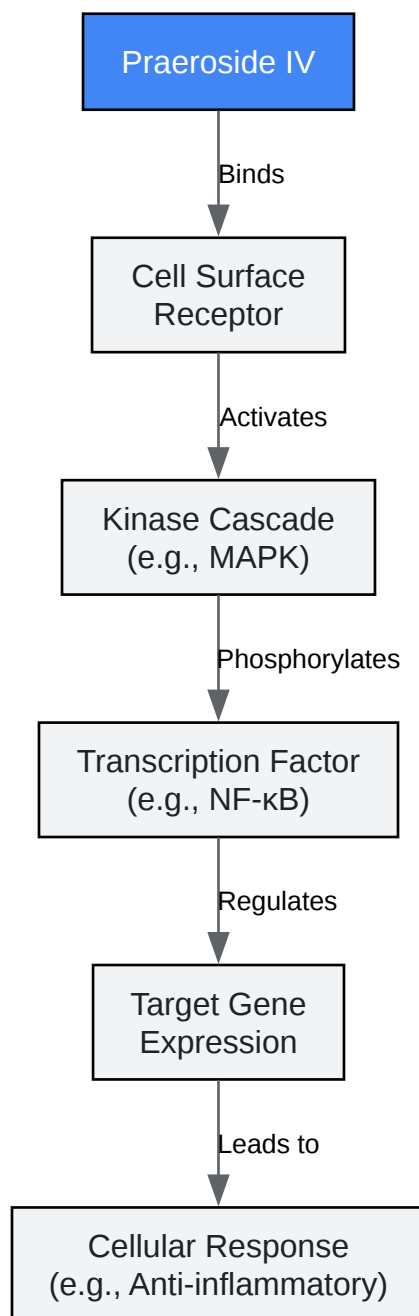 Praeroside IV
Binds
Cell Surface
Receptor
Activates
Kinase Cascade
(e.g., MAPK)
Phosphorylates
Transcription Factor
(e.g., NF-κB)
Regulates
Target Gene
Expression
Leads to
Cellular Response
(e.g., Anti-inflammatory)